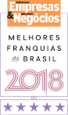 Empresas
&Negócios
MELHORES
FRANQUIAS
DO BRASIL
2018